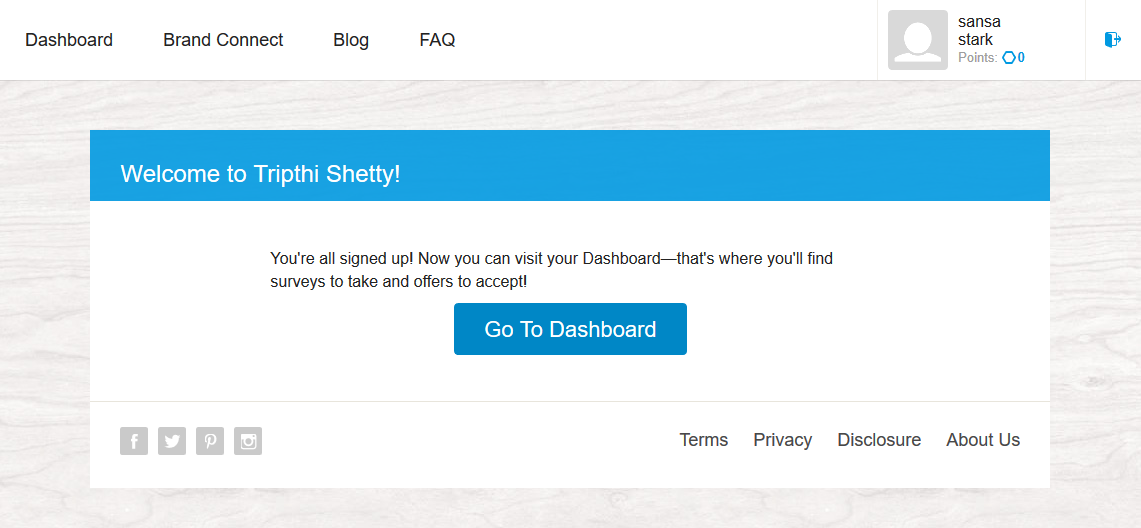 Dashboard Brand Connect Blog FAQ
sansa
stark
Points: 0
Welcome to Tripthi Shetty!
You're all signed up! Now you can visit your Dashboard—that's where you'll find
surveys to take and offers to accept!
Go To Dashboard
Terms Privacy Disclosure About Us